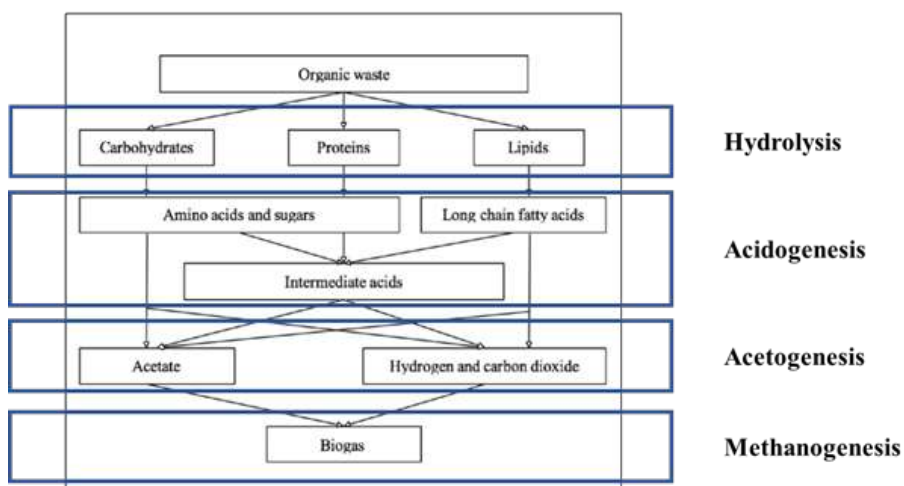 Organic waste
Carbohydrates
Proteins
Lipids
Hydrolysis
Amino acids and sugars
Long chain fatty acids
Acidogenesis
Intermediate acids
Acetate
Hydrogen and carbon dioxide
Acetogenesis
Biogas
Methanogenesis